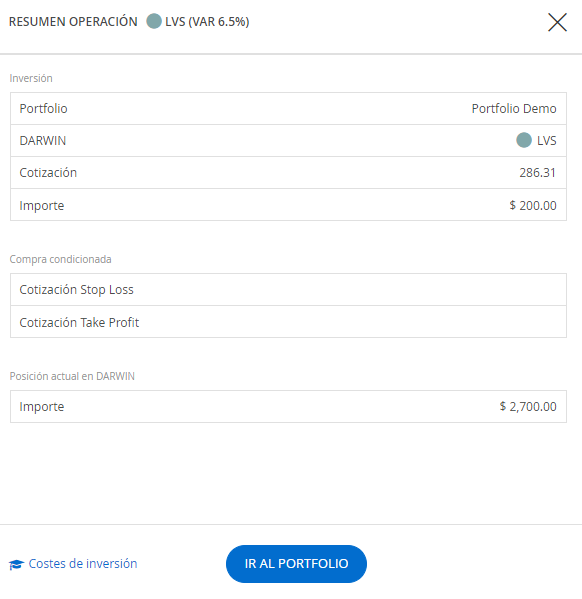 RESUMEN OPERACIÓN LVS (VAR 6.5%)
Inversión
Portfolio Portfolio Demo
DARWIN LVS
Cotización 286.31
Importe $ 200.00
Compra condicionada
Cotización Stop Loss
Cotización Take Profit
Posición actual en DARWIN
Importe $ 2,700.00
Costes de inversión IR AL PORTFOLIO